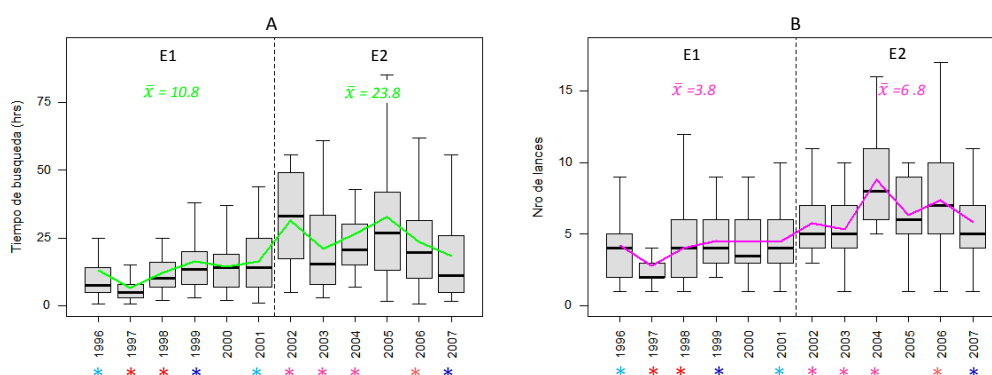 A
E1
E2
x̄ = 10.8
x̄ = 23.8
Tiempo de busqueda (hrs)
75
50
25
0
1996
1997
1998
1999
2000
2001
2002
2003
2004
2005
2006
2007
* * * * * * * * * *
B
E1
E2
x̄ =3.8
x̄ =6 .8
Nro de lances
15
10
5
0
1996
1997
1998
1999
2000
2001
2002
2003
2004
2005
2006
2007
* * * * * * * * * *